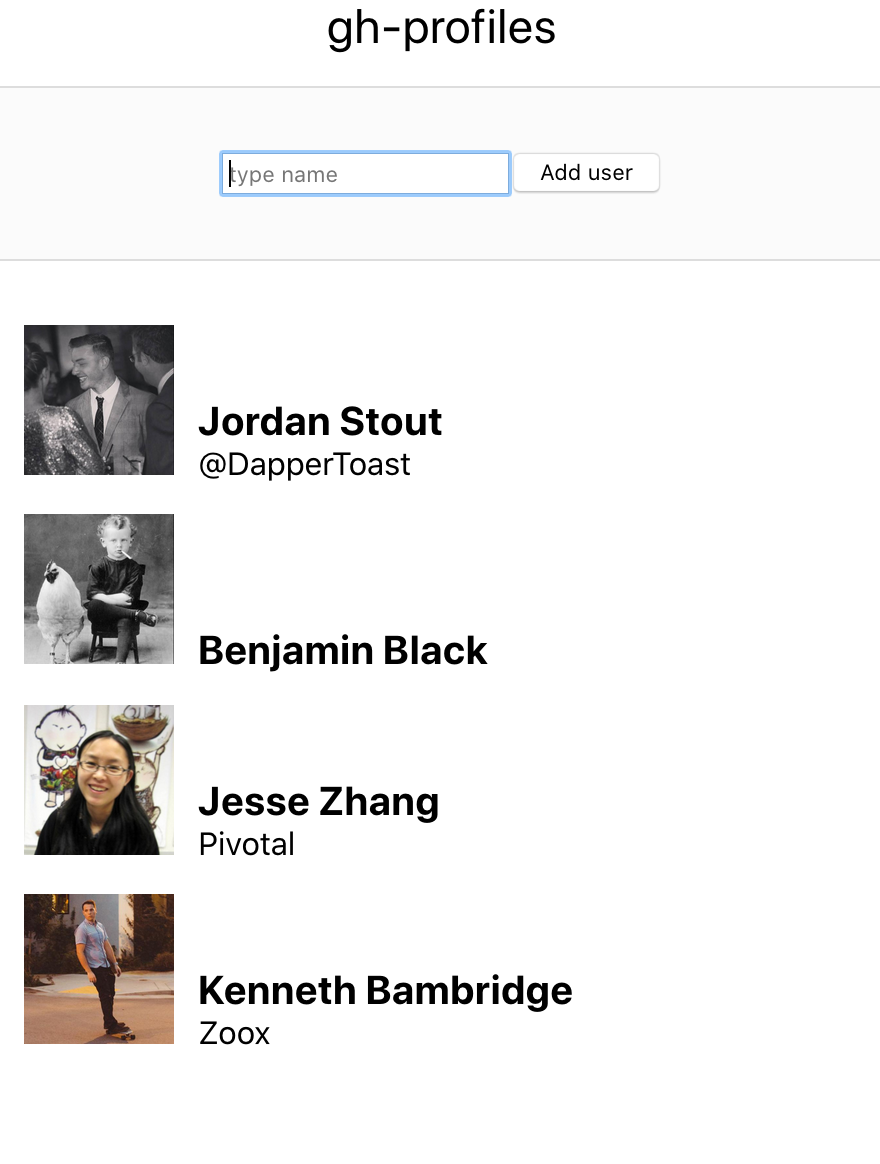 gh-profiles
type name
Add user
Jordan Stout
@DapperToast
Benjamin Black
Jesse Zhang
Pivotal
Kenneth Bambridge
Zoox